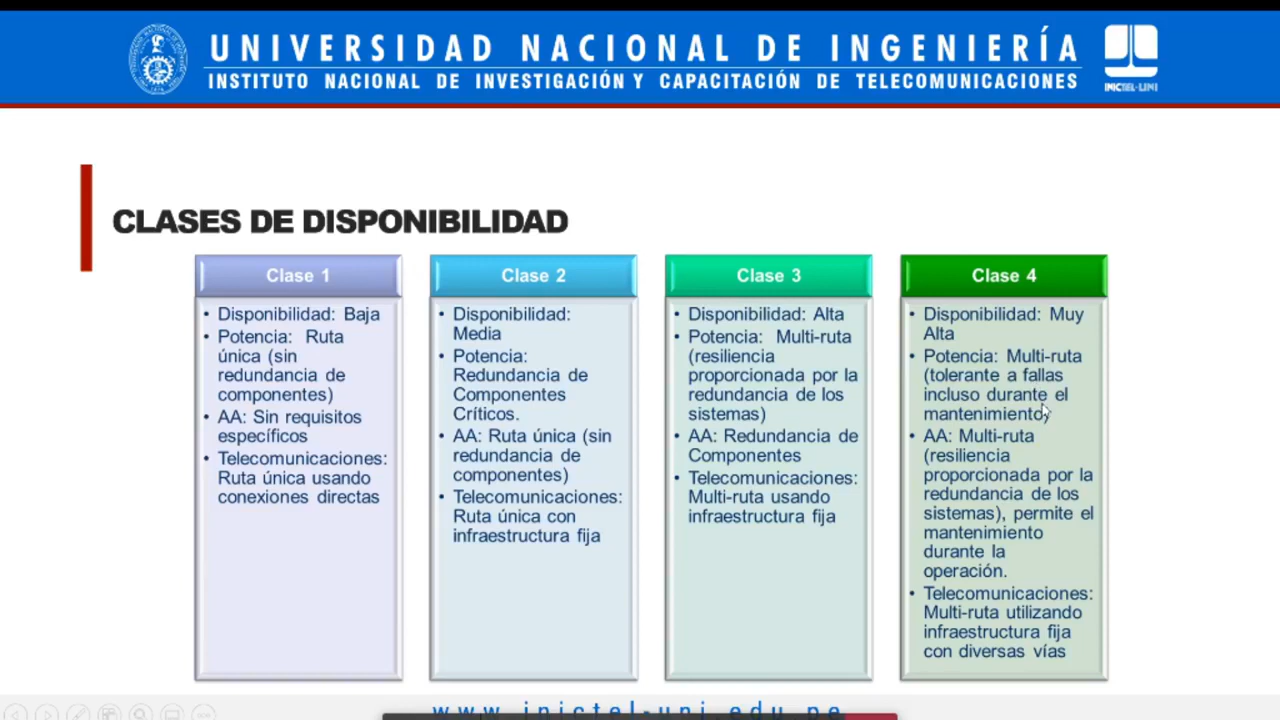 UNIVERSIDAD NACIONAL DE INGENIERÍA
INSTITUTO NACIONAL DE INVESTIGACIÓN Y CAPACITACIÓN DE TELECOMUNICACIONES
INICTEL-UNI
CLASES DE DISPONIBILIDAD
Clase 1
• Disponibilidad: Baja
• Potencia: Ruta
única (sin
redundancia de
componentes)
• AA: Sin requisitos
específicos
• Telecomunicaciones:
Ruta única usando
conexiones directas
Clase 2
• Disponibilidad:
Media
• Potencia:
Redundancia de
Componentes
Críticos.
• AA: Ruta única (sin
redundancia de
componentes)
• Telecomunicaciones:
Ruta única con
infraestructura fija
Clase 3
• Disponibilidad: Alta
• Potencia: Multi-ruta
(resiliencia
proporcionada por la
redundancia de los
sistemas)
• AA: Redundancia de
Componentes
• Telecomunicaciones:
Multi-ruta usando
infraestructura fija
Clase 4
• Disponibilidad: Muy
Alta
• Potencia: Multi-ruta
(tolerante a fallas
incluso durante el
mantenimiento)
• AA: Multi-ruta
(resiliencia
proporcionada por la
redundancia de los
sistemas), permite el
mantenimiento
durante la
operación.
• Telecomunicaciones:
Multi-ruta utilizando
infraestructura fija
con diversas vías
www.inictel-uni.edu.pe